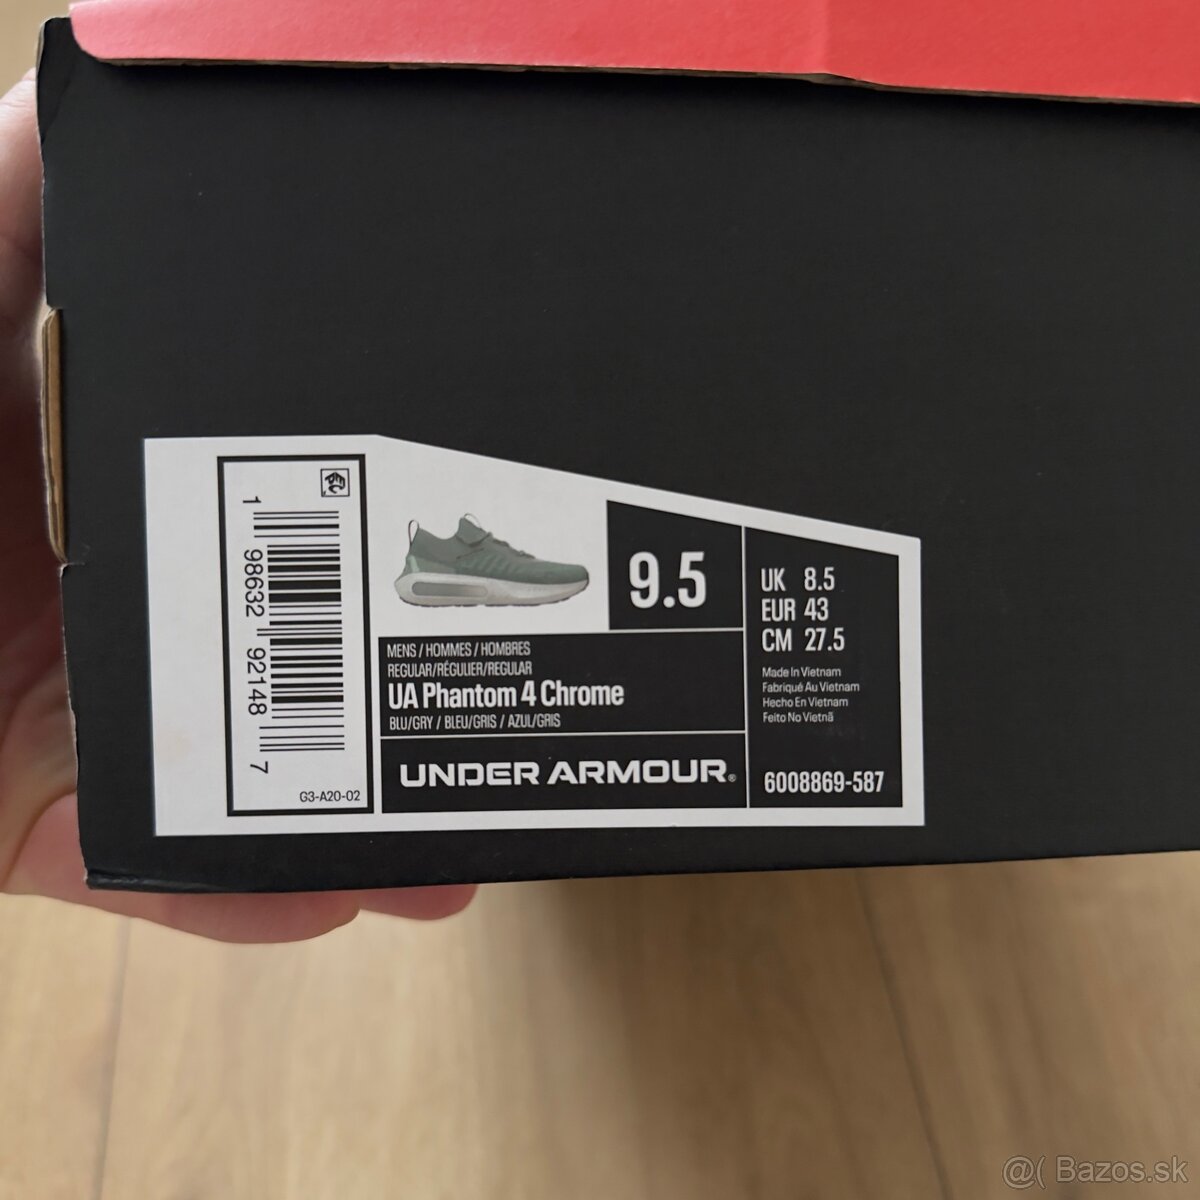 1 98632 92148 7
G3-A20-02
9.5
MENS / HOMMES / HOMBRES
REGULAR/RÉGULIER/REGULAR
UA Phantom 4 Chrome
BLU/GRY / BLEU/GRIS / AZUL/GRIS
UNDER ARMOUR®
UK 8.5
EUR 43
CM 27.5
Made In Vietnam
Fabriqué Au Vietnam
Hecho En Vietnam
Feito No Vietnã
6008869-587
@( Bazos.sk